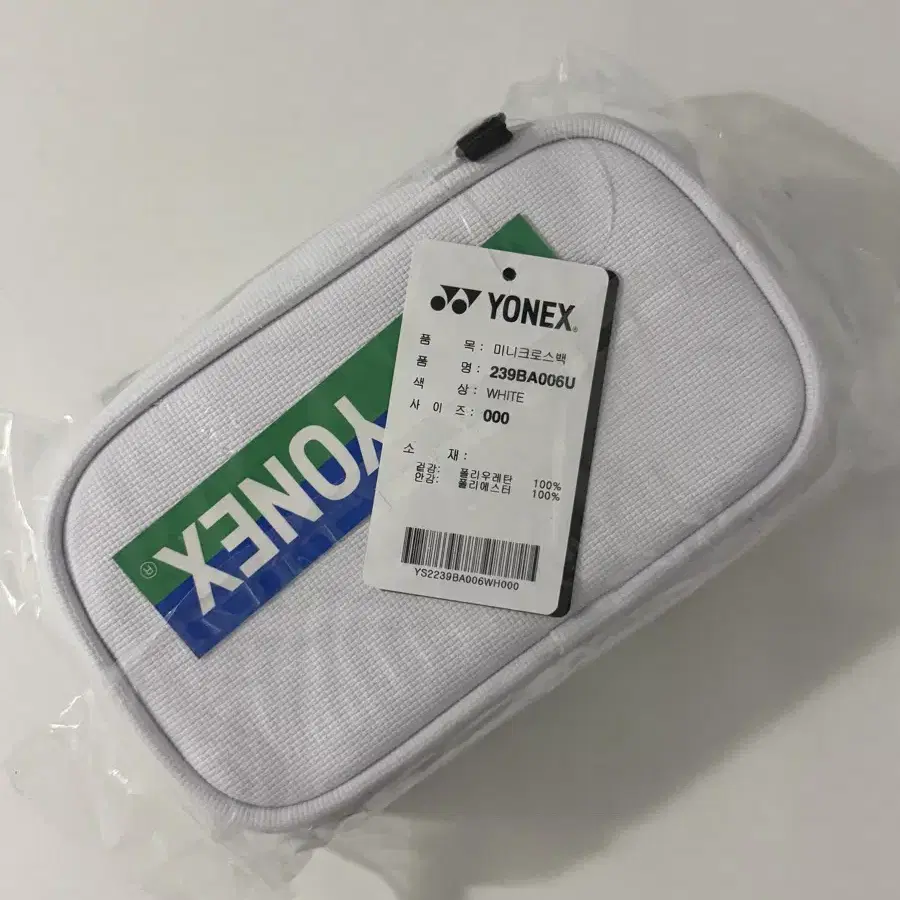 YONEX®
품 목: 미니크로스백
품 명: 239BA006U
색 상: WHITE
사 이 즈: 000
소 재:
겉감: 폴리우레탄 100%
안감: 폴리에스터 100%
YS2239BA006WH000
YONEX®